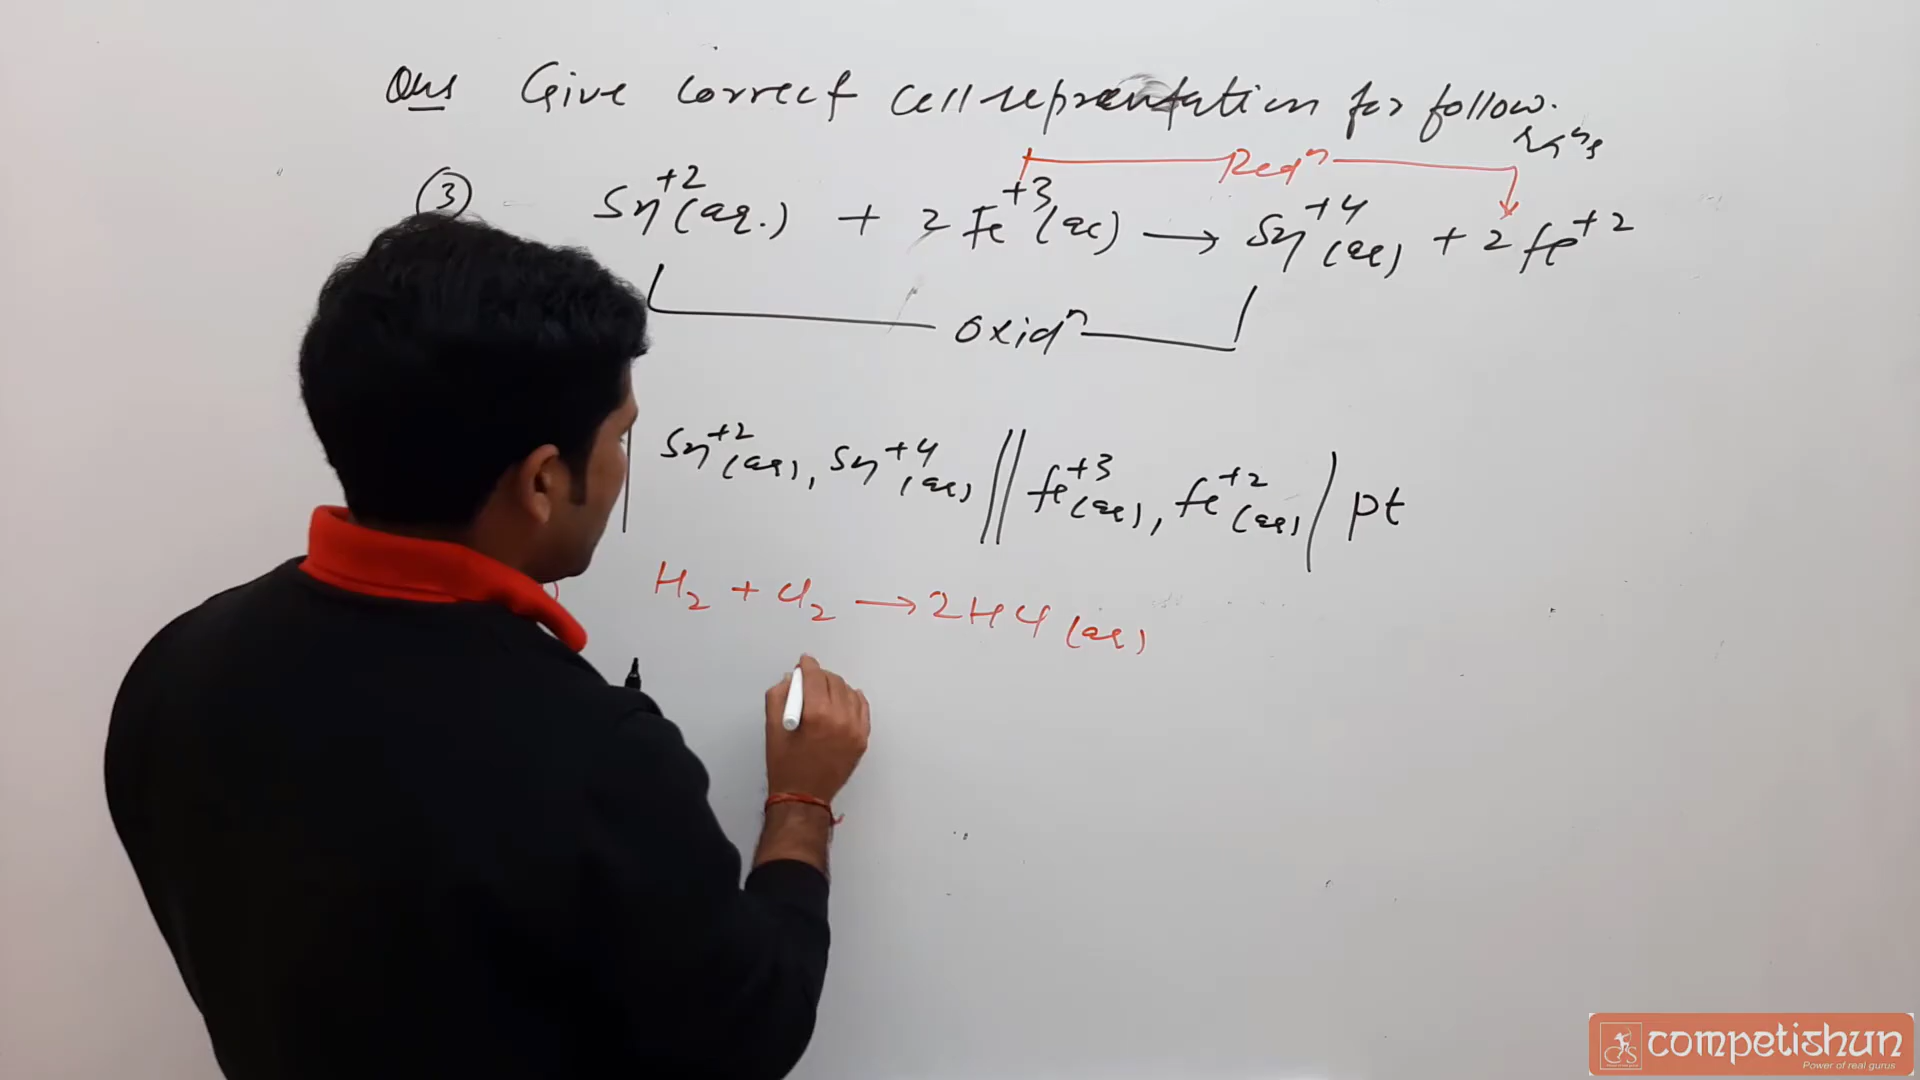 Ques Give correct cell reprentation for follow.
rxns
Redn
③ Sn+2(aq.) + 2Fe+3(aq) → Sn+4(aq) + 2fe+2
oxidn
| Sn+2(aq), Sn+4(aq) || fe+3(aq), fe+2(aq) | pt
H2 + Cl2 → 2HCl(aq)
competishun
Power of real gurus